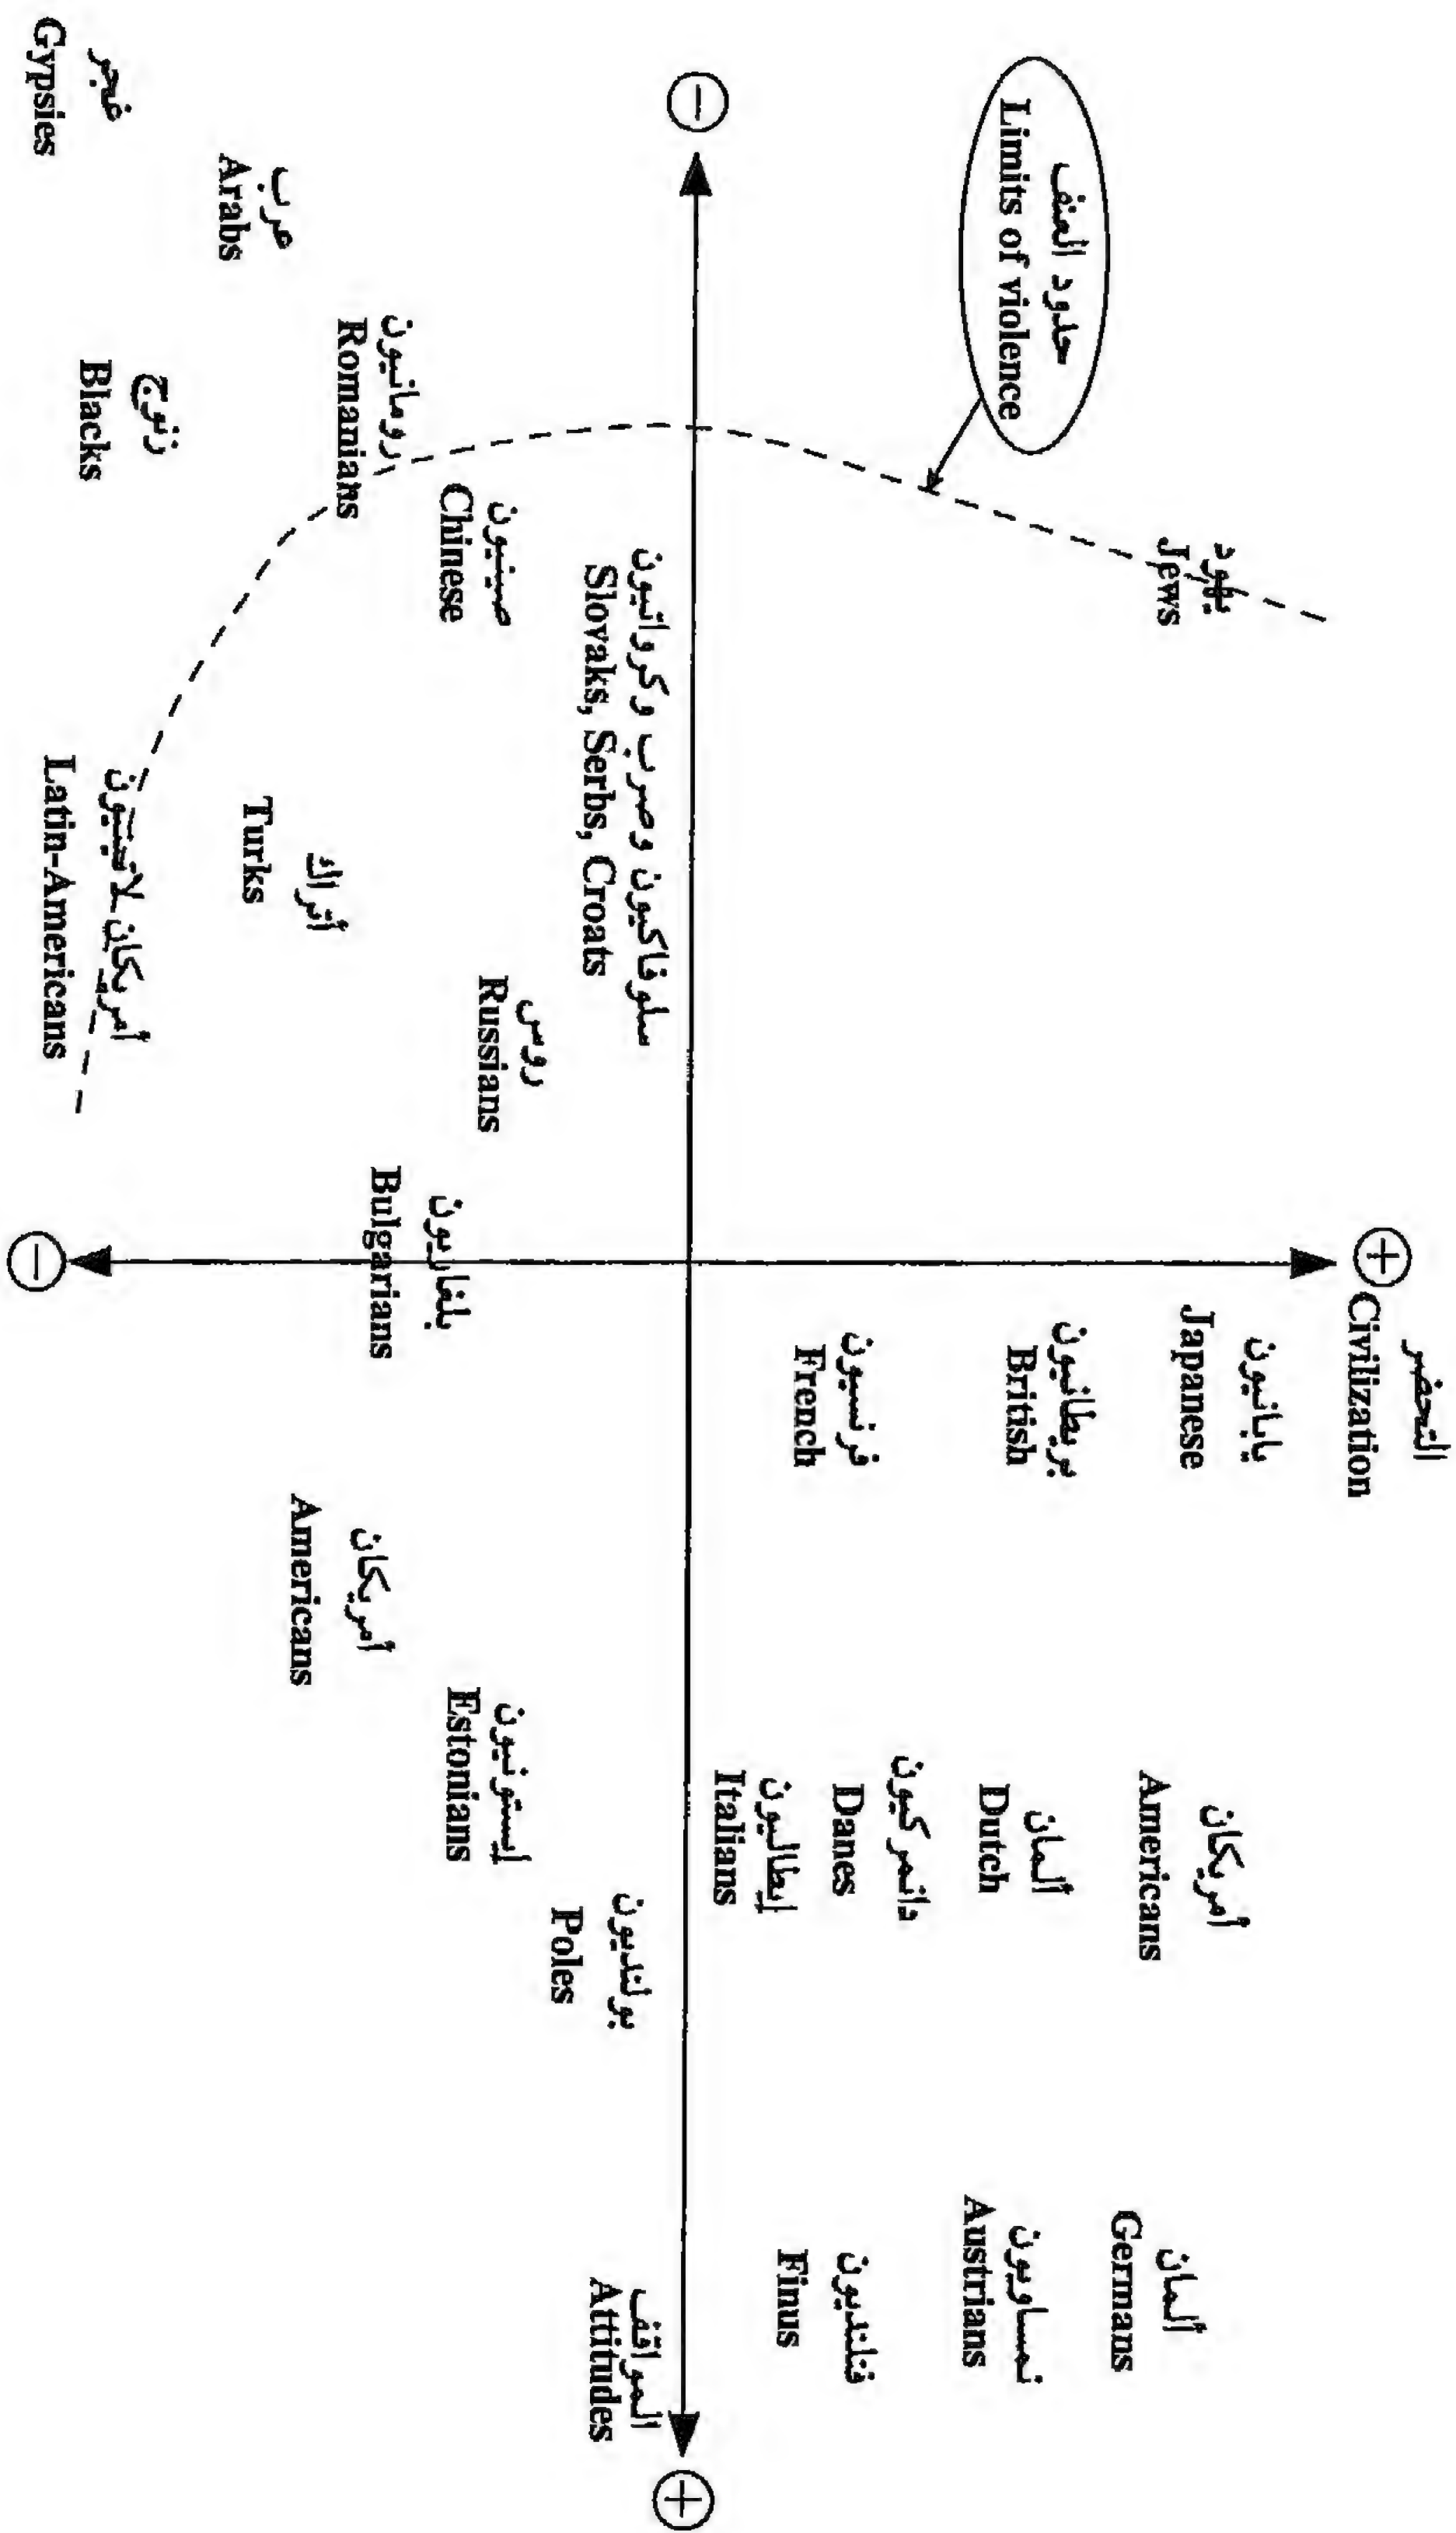 التحضر
+ Civilization
يابانيون
Japanese
أمريكان
Americans
يهود
Jews
ألمان
Germans
حدود العنف
Limits of violence
بريطانيون
British
ألمان
Dutch
نمساويون
Austrians
دانمركيون
Danes
فرنسيون
French
فنلنديون
Finus
إيطاليون
Italians
−
+
المواقف
Attitudes
سلوفاكيون وصرب وكرواتيون
Slovaks, Serbs, Croats
بولنديون
Poles
روس
Russians
صينيون
Chinese
إيستونيون
Estonians
بلغاريون
Bulgarians
رومانيون
Romanians
أمريكان
Americans
أتراك
Turks
عرب
Arabs
زنوج
Blacks
أمريكان لاتينيون
Latin-Americans
غجر
Gypsies
−